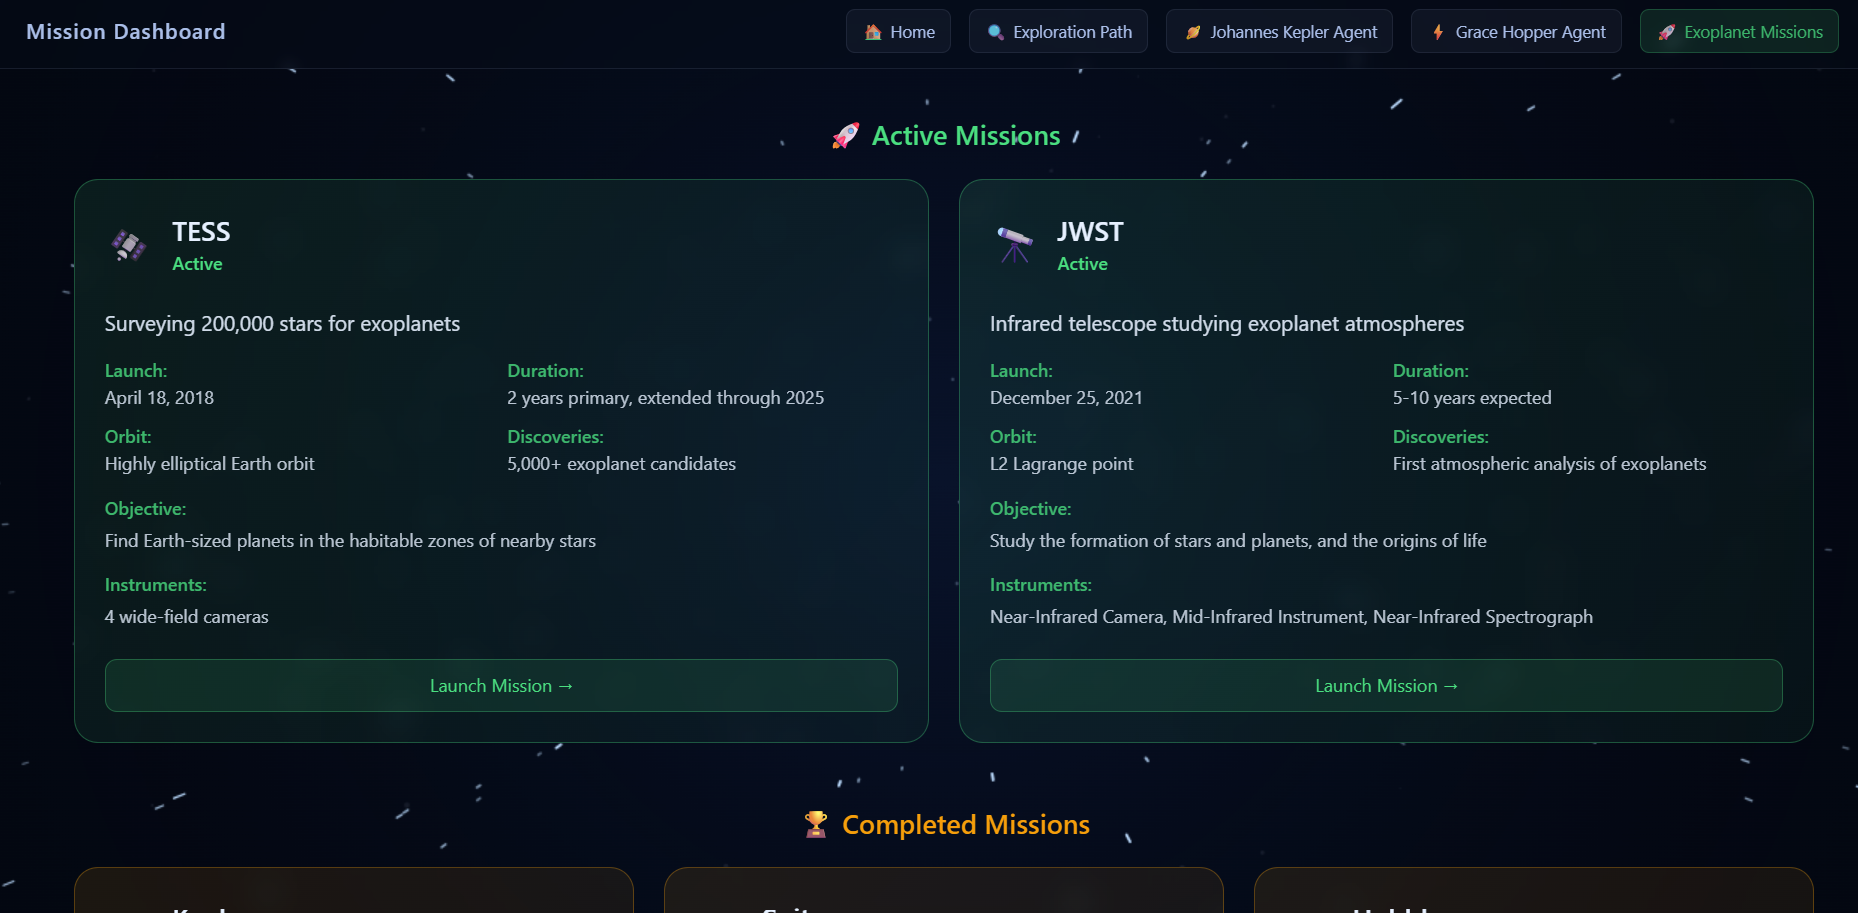 Mission Dashboard
Home
Exploration Path
Johannes Kepler Agent
Grace Hopper Agent
Exoplanet Missions
Active Missions
TESS
Active
Surveying 200,000 stars for exoplanets
Launch:
April 18, 2018
Duration:
2 years primary, extended through 2025
Orbit:
Highly elliptical Earth orbit
Discoveries:
5,000+ exoplanet candidates
Objective:
Find Earth-sized planets in the habitable zones of nearby stars
Instruments:
4 wide-field cameras
Launch Mission →
JWST
Active
Infrared telescope studying exoplanet atmospheres
Launch:
December 25, 2021
Duration:
5-10 years expected
Orbit:
L2 Lagrange point
Discoveries:
First atmospheric analysis of exoplanets
Objective:
Study the formation of stars and planets, and the origins of life
Instruments:
Near-Infrared Camera, Mid-Infrared Instrument, Near-Infrared Spectrograph
Launch Mission →
Completed Missions